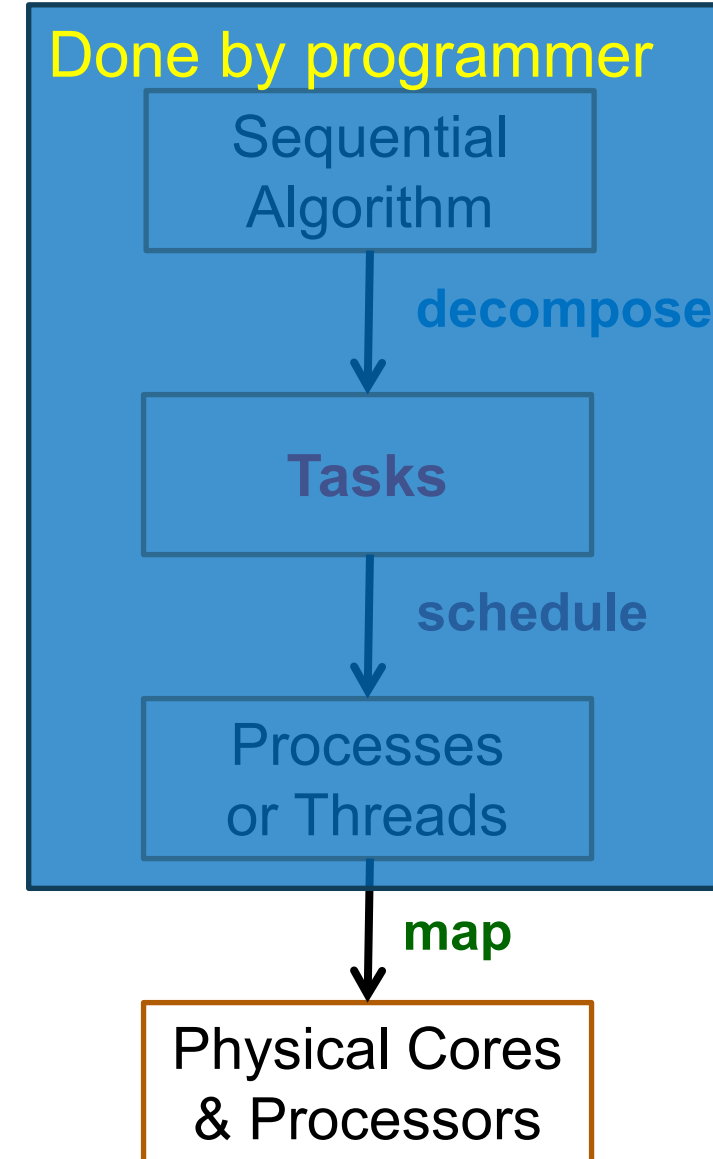 Done by programmer
Sequential
Algorithm
decompose
Tasks
schedule
Processes
or Threads
map
Physical Cores
& Processors